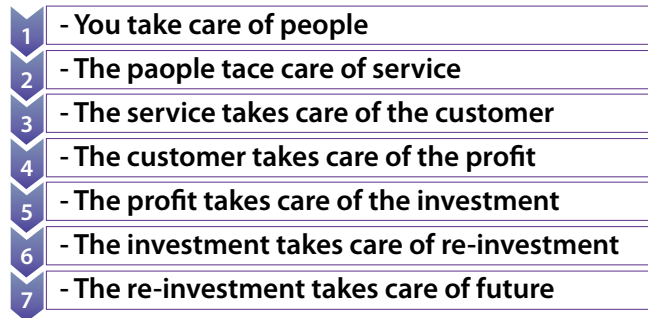 1 - You take care of people
2 - The paople tace care of service
3 - The service takes care of the customer
4 - The customer takes care of the profit
5 - The profit takes care of the investment
6 - The investment takes care of re-investment
7 - The re-investment takes care of future